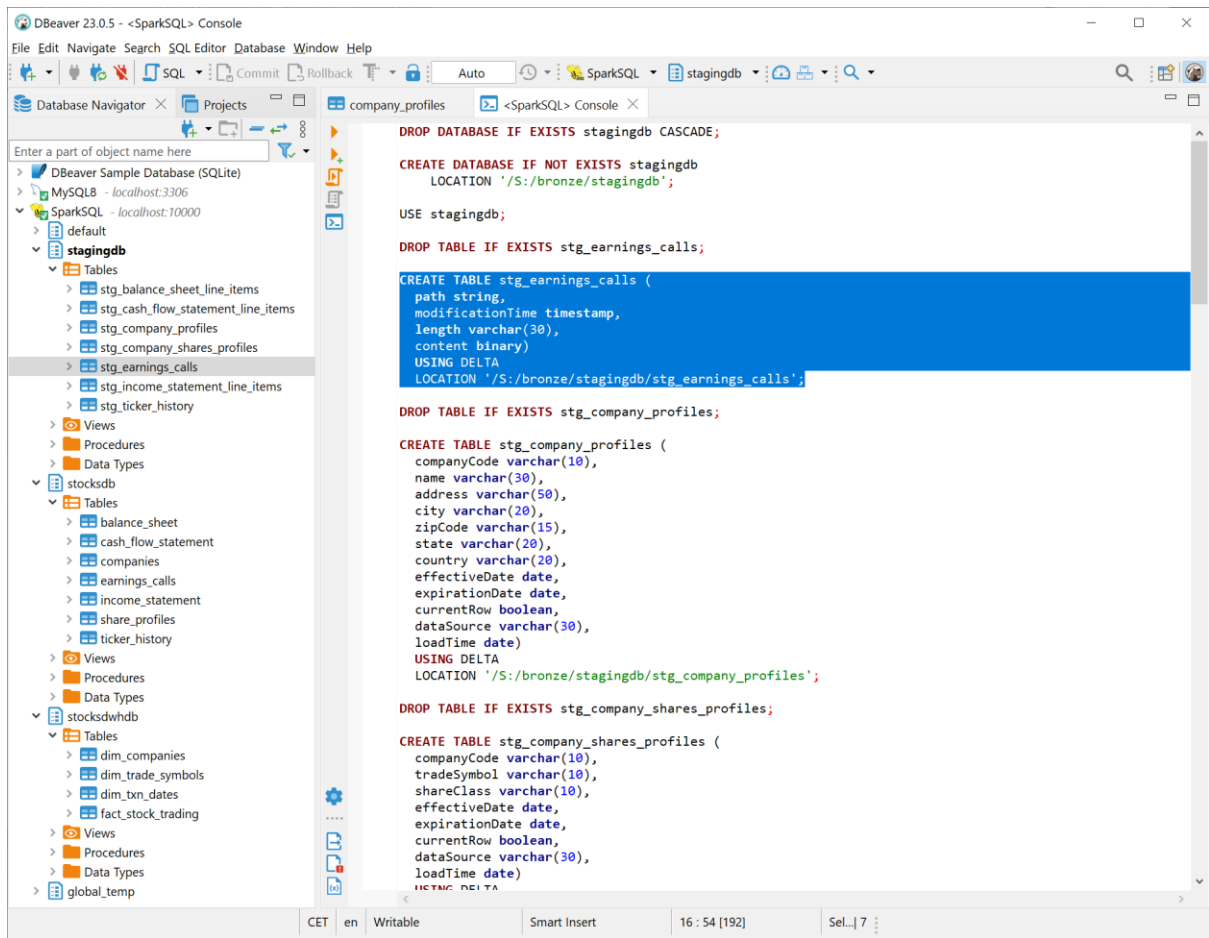 DBeaver 23.0.5 - <SparkSQL> Console
File Edit Navigate Search SQL Editor Database Window Help
SQL Commit Rollback Auto SparkSQL stagingdb
Database Navigator Projects
company_profiles <SparkSQL> Console
Enter a part of object name here
DBeaver Sample Database (SQLite)
MySQL8 - localhost:3306
SparkSQL - localhost:10000
default
stagingdb
Tables
stg_balance_sheet_line_items
stg_cash_flow_statement_line_items
stg_company_profiles
stg_company_shares_profiles
stg_earnings_calls
stg_income_statement_line_items
stg_ticker_history
Views
Procedures
Data Types
stocksdb
Tables
balance_sheet
cash_flow_statement
companies
earnings_calls
income_statement
share_profiles
ticker_history
Views
Procedures
Data Types
stocksdwhdb
Tables
dim_companies
dim_trade_symbols
dim_txn_dates
fact_stock_trading
Views
Procedures
Data Types
global_temp
DROP DATABASE IF EXISTS stagingdb CASCADE;
CREATE DATABASE IF NOT EXISTS stagingdb
LOCATION '/S:/bronze/stagingdb';
USE stagingdb;
DROP TABLE IF EXISTS stg_earnings_calls;
CREATE TABLE stg_earnings_calls (
path string,
modificationTime timestamp,
length varchar(30),
content binary)
USING DELTA
LOCATION '/S:/bronze/stagingdb/stg_earnings_calls';
DROP TABLE IF EXISTS stg_company_profiles;
CREATE TABLE stg_company_profiles (
companyCode varchar(10),
name varchar(30),
address varchar(50),
city varchar(20),
zipCode varchar(15),
state varchar(20),
country varchar(20),
effectiveDate date,
expirationDate date,
currentRow boolean,
dataSource varchar(30),
loadTime date)
USING DELTA
LOCATION '/S:/bronze/stagingdb/stg_company_profiles';
DROP TABLE IF EXISTS stg_company_shares_profiles;
CREATE TABLE stg_company_shares_profiles (
companyCode varchar(10),
tradeSymbol varchar(10),
shareClass varchar(10),
effectiveDate date,
expirationDate date,
currentRow boolean,
dataSource varchar(30),
loadTime date)
USING DELTA
CET en Writable Smart Insert 16 : 54 [192] Sel...| 7